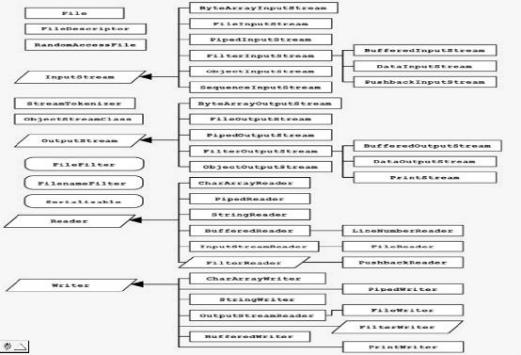 File
FileDescriptor
RandomAccessFile
InputStream
StreamTokenizer
ObjectStreamClass
OutputStream
FileFilter
FilenameFilter
Serializable
Reader
Writer
ByteArrayInputStream
FileInputStream
PipedInputStream
FilterInputStream
ObjectInputStream
SequenceInputStream
BufferedInputStream
DataInputStream
PushbackInputStream
ByteArrayOutputStream
FileOutputStream
PipedOutputStream
FilterOutputStream
ObjectOutputStream
BufferedOutputStream
DataOutputStream
PrintStream
CharArrayReader
PipedReader
StringReader
BufferedReader
LineNumberReader
InputStreamReader
FileReader
FilterReader
PushbackReader
CharArrayWriter
PipedWriter
StringWriter
OutputStreamReader
FileWriter
FilterWriter
BufferedWriter
PrintWriter